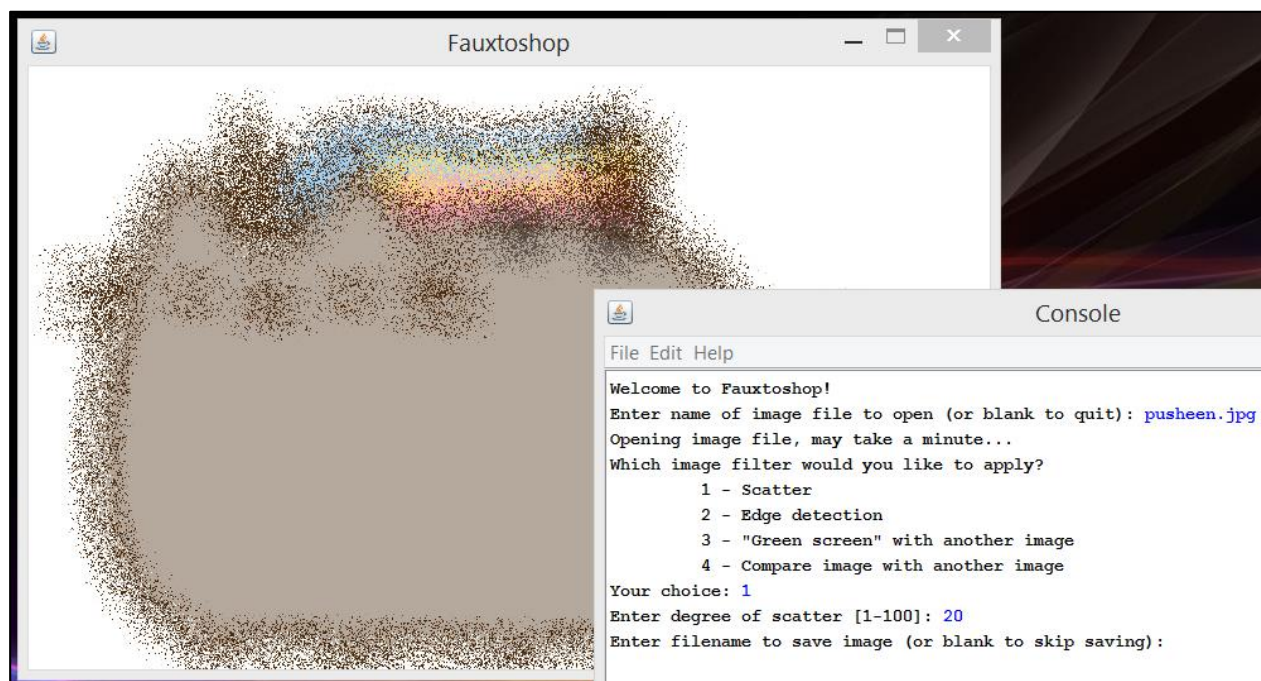 Fauxtoshop
Console
File Edit Help
Welcome to Fauxtoshop!
Enter name of image file to open (or blank to quit): pusheen.jpg
Opening image file, may take a minute...
Which image filter would you like to apply?
1 - Scatter
2 - Edge detection
3 - "Green screen" with another image
4 - Compare image with another image
Your choice: 1
Enter degree of scatter [1-100]: 20
Enter filename to save image (or blank to skip saving):